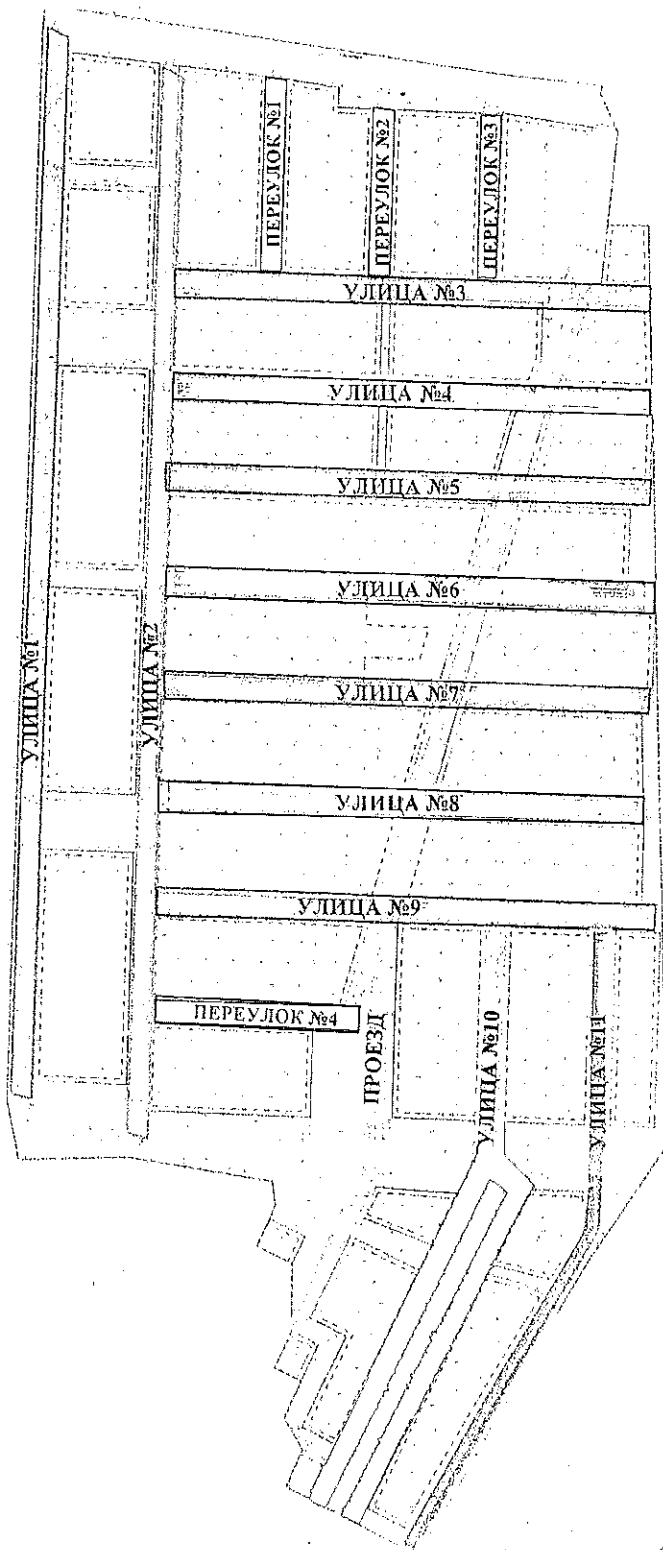 ПЕРЕУЛОК №1
ПЕРЕУЛОК №2
ПЕРЕУЛОК №3
УЛИЦА №3
УЛИЦА №4
УЛИЦА №5
УЛИЦА №6
УЛИЦА №1
УЛИЦА №2
УЛИЦА №7
УЛИЦА №8
УЛИЦА №9
ПЕРЕУЛОК №4
ПРОЕЗД
УЛИЦА №10
УЛИЦА №11